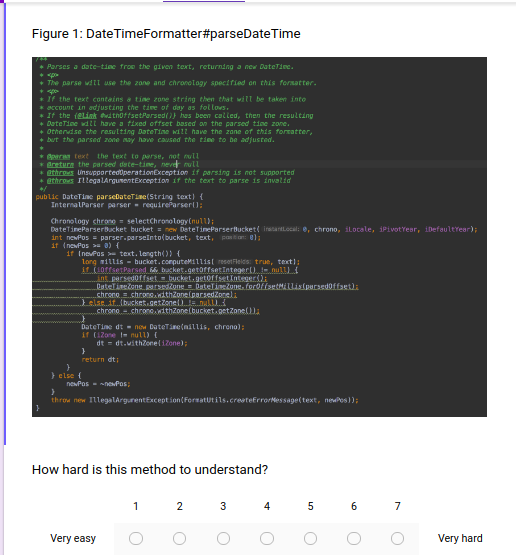 Figure 1: DateTimeFormatter#parseDateTime
/**
* Parses a date-time from the given text, returning a new DateTime.
* <p>
* The parse will use the zone and chronology specified on this formatter.
* <p>
* If the text contains a time zone string then that will be taken into
* account in adjusting the time of day as follows.
* If the {@link #withOffsetParsed()} has been called, then the resulting
* DateTime will have a fixed offset based on the parsed time zone.
* Otherwise the resulting DateTime will have the zone of this formatter,
* but the parsed zone may have caused the time to be adjusted.
*
* @param text the text to parse, not null
* @return the parsed date-time, never null
* @throws UnsupportedOperationException if parsing is not supported
* @throws IllegalArgumentException if the text to parse is invalid
*/
public DateTime parseDateTime(String text) {
InternalParser parser = requireParser();
Chronology chrono = selectChronology(null);
DateTimeParserBucket bucket = new DateTimeParserBucket( instantLocal: 0, chrono, iLocale, iPivotYear, iDefaultYear);
int newPos = parser.parseInto(bucket, text, position: 0);
if (newPos >= 0) {
if (newPos >= text.length()) {
long millis = bucket.computeMillis( resetFields: true, text);
if (iOffsetParsed && bucket.getOffsetInteger() != null) {
int parsedOffset = bucket.getOffsetInteger();
DateTimeZone parsedZone = DateTimeZone.forOffsetMillis(parsedOffset);
chrono = chrono.withZone(parsedZone);
} else if (bucket.getZone() != null) {
chrono = chrono.withZone(bucket.getZone());
}
DateTime dt = new DateTime(millis, chrono);
if (iZone != null) {
dt = dt.withZone(iZone);
}
return dt;
}
} else {
newPos = ~newPos;
}
throw new IllegalArgumentException(FormatUtils.createErrorMessage(text, newPos));
}
How hard is this method to understand?
1 2 3 4 5 6 7
Very easy Very hard